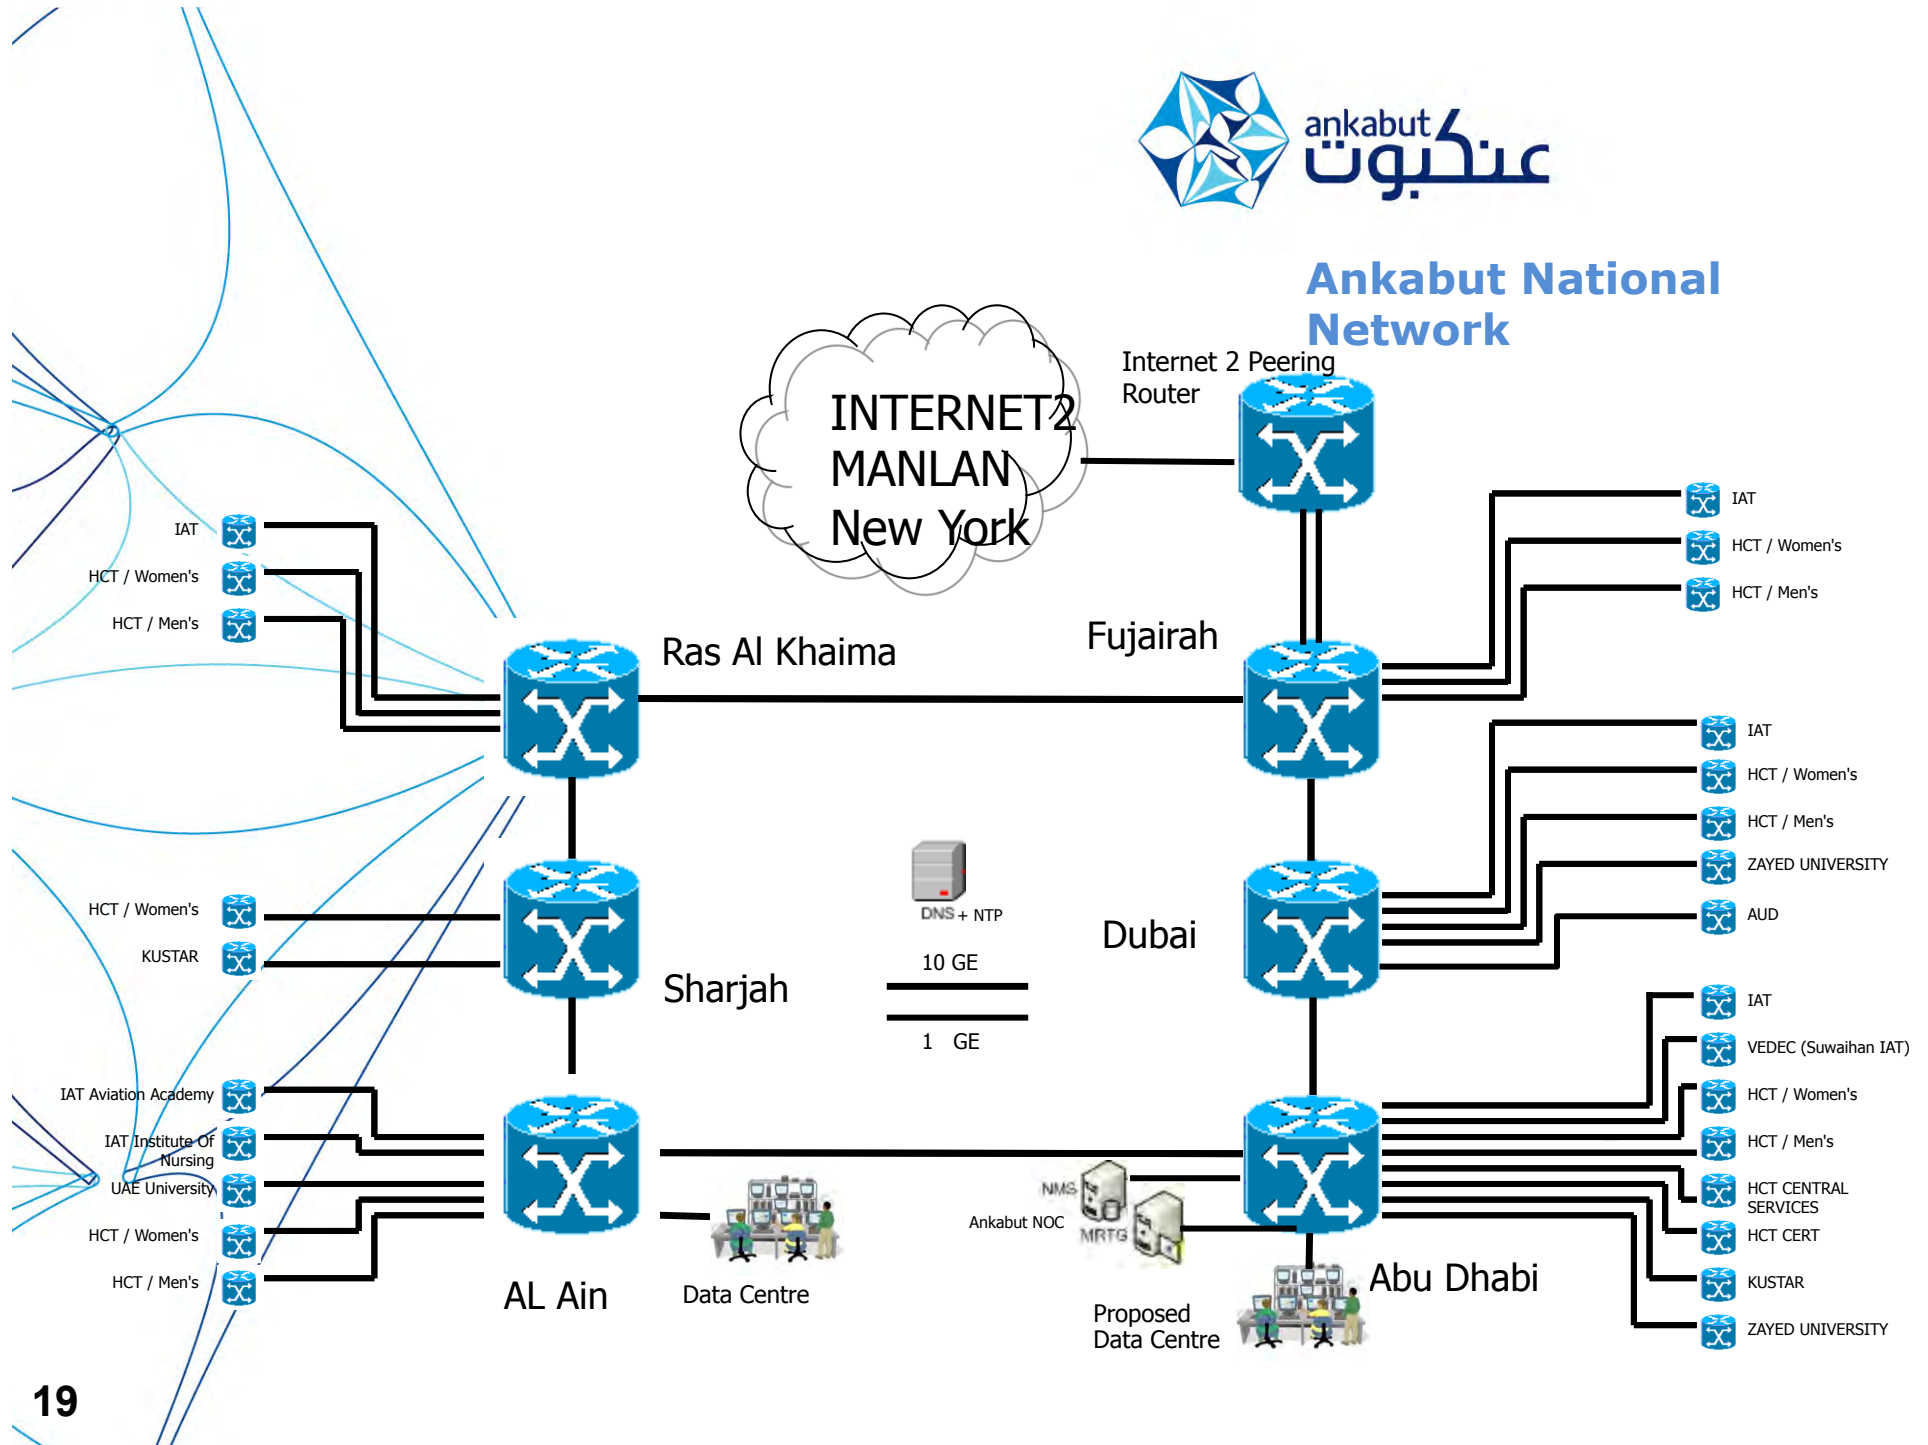 ankabut
عنكبوت
Ankabut National
Network
Internet 2 Peering
Router
INTERNET2
MANLAN
New York
IAT
HCT / Women's
HCT / Men's
Ras Al Khaima
Fujairah
IAT
HCT / Women's
HCT / Men's
IAT
HCT / Women's
HCT / Men's
ZAYED UNIVERSITY
AUD
HCT / Women's
KUSTAR
Sharjah
DNS + NTP
10 GE
1 GE
Dubai
IAT
VEDEC (Suwaihan IAT)
HCT / Women's
HCT / Men's
HCT CENTRAL
SERVICES
HCT CERT
KUSTAR
ZAYED UNIVERSITY
IAT Aviation Academy
IAT Institute Of
Nursing
UAE University
HCT / Women's
HCT / Men's
AL Ain
Data Centre
NMS
Ankabut NOC
MRTG
Abu Dhabi
Proposed
Data Centre
19